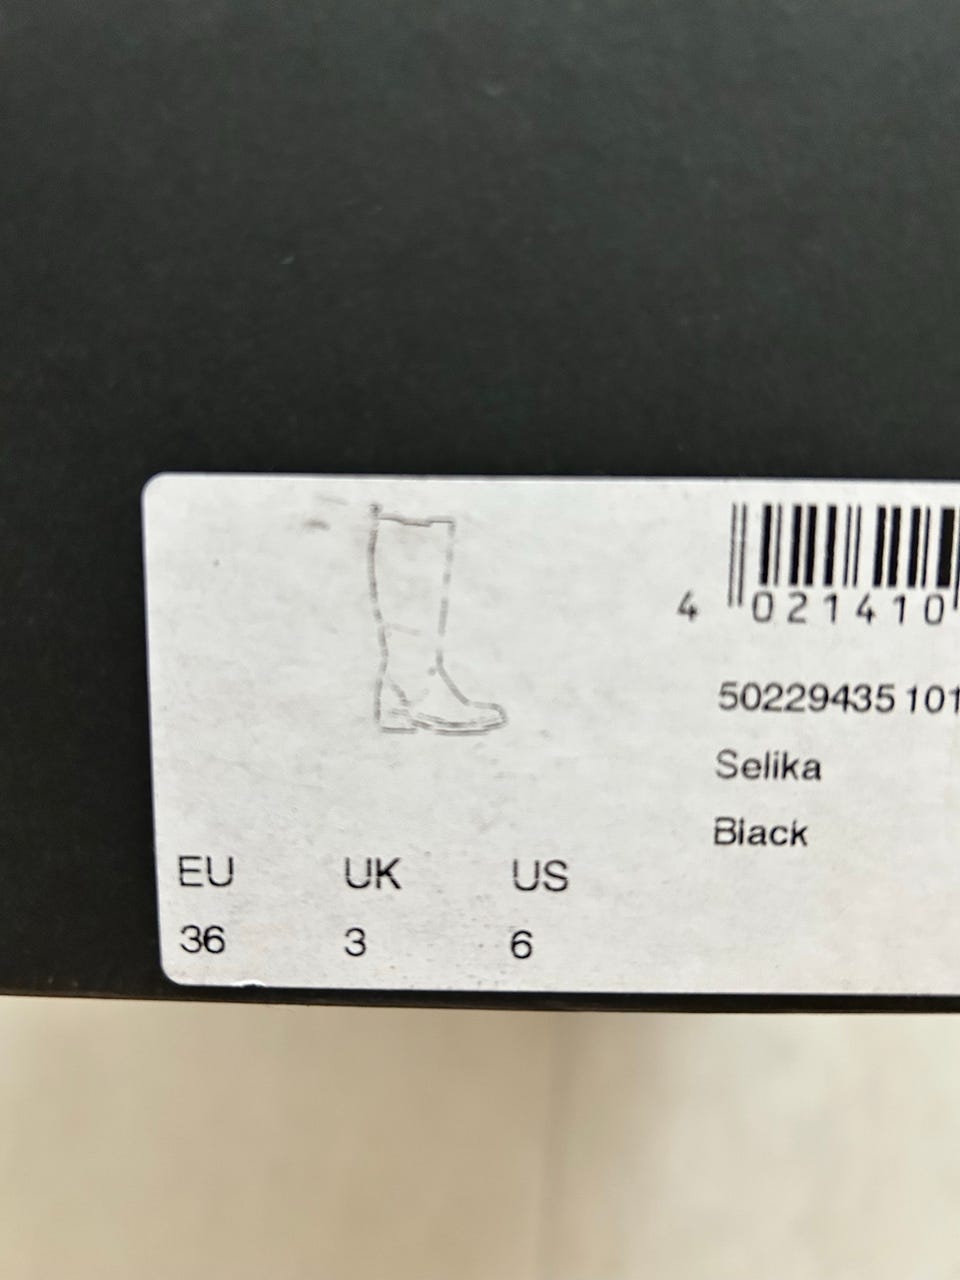 4 021410
50229435 101
Selika
Black
EU UK US
36 3 6